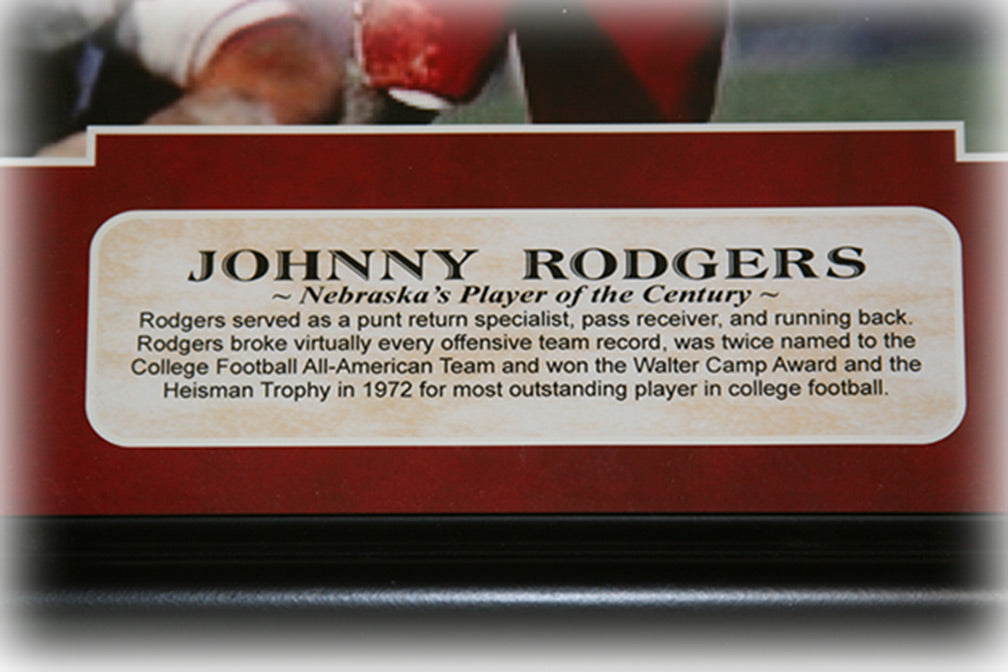 JOHNNY RODGERS
~ Nebraska's Player of the Century ~
Rodgers served as a punt return specialist, pass receiver, and running back.
Rodgers broke virtually every offensive team record, was twice named to the
College Football All-American Team and won the Walter Camp Award and the
Heisman Trophy in 1972 for most outstanding player in college football.